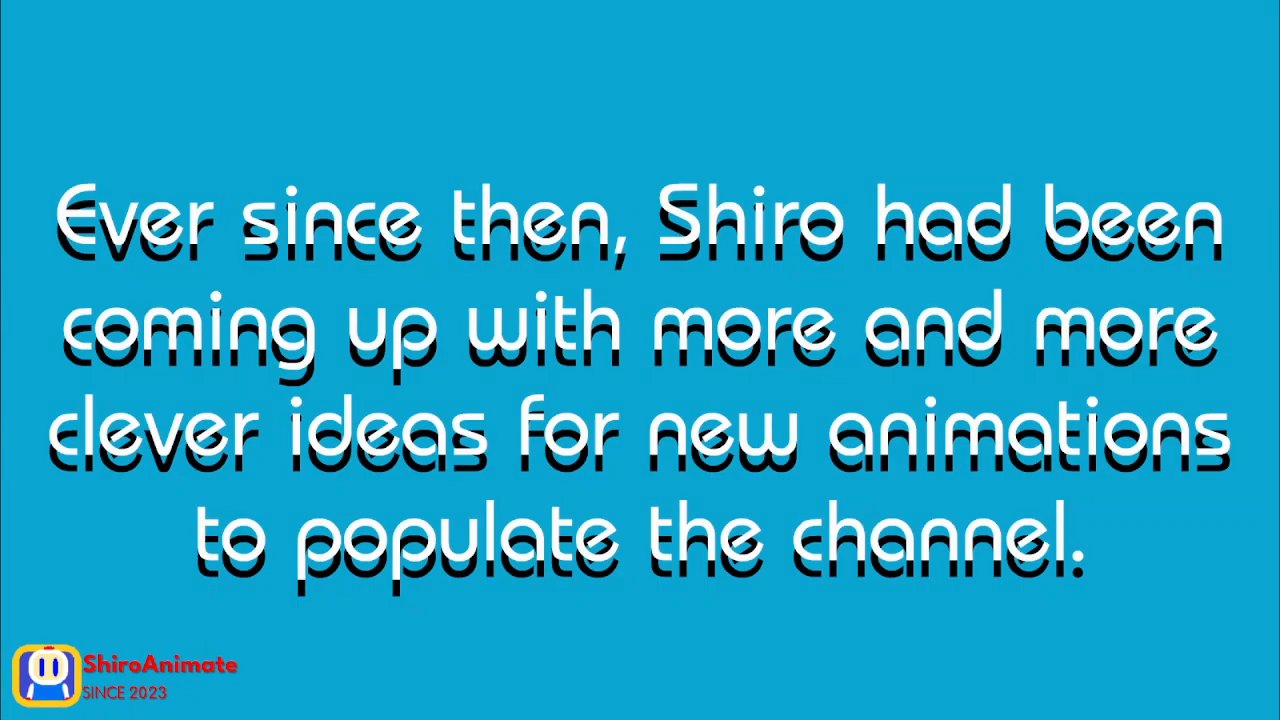 Ever since then, Shiro had been
coming up with more and more
clever ideas for new animations
to populate the channel.
ShiroAnimate
SINCE 2023